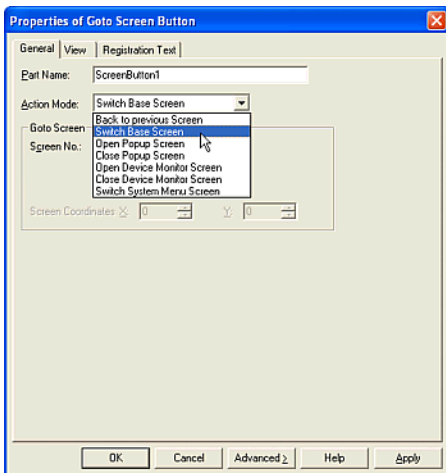 Properties of Goto Screen Button
General View Registration Text
Part Name: ScreenButton1
Action Mode: Switch Base Screen
Back to previous Screen
Goto Screen
Switch Base Screen
Screen No.:
Open Popup Screen
Close Popup Screen
Open Device Monitor Screen
Close Device Monitor Screen
Switch System Menu Screen
Screen Coordinates X: 0 Y: 0
OK Cancel Advanced > Help Apply